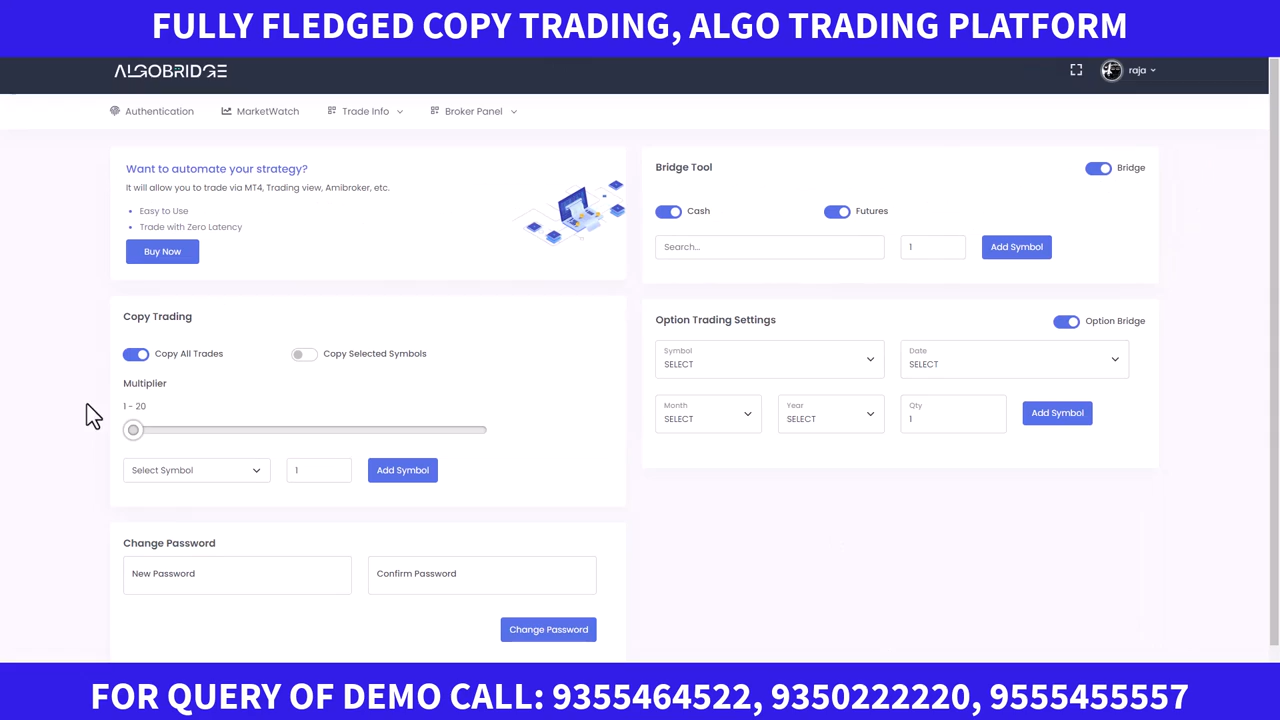 FULLY FLEDGED COPY TRADING, ALGO TRADING PLATFORM
ALGOBRIDGE
raja
Authentication
MarketWatch
Trade Info
Broker Panel
Want to automate your strategy?
It will allow you to trade via MT4, Trading view, Amibroker, etc.
• Easy to Use
• Trade with Zero Latency
Buy Now
Bridge Tool
Bridge
Cash
Futures
Search...
1
Add Symbol
Copy Trading
Copy All Trades
Copy Selected Symbols
Multiplier
1 - 20
Select Symbol
1
Add Symbol
Option Trading Settings
Option Bridge
Symbol
SELECT
Date
SELECT
Month
SELECT
Year
SELECT
Qty
1
Add Symbol
Change Password
New Password
Confirm Password
Change Password
FOR QUERY OF DEMO CALL: 9355464522, 9350222220, 9555455557